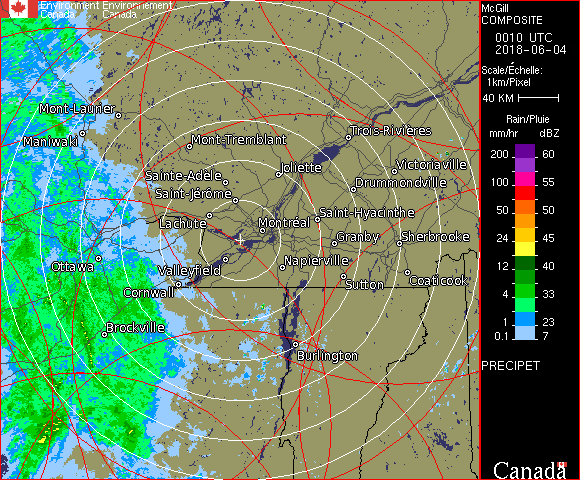 Environment Environnement
Canada Canada
McGill
COMPOSITE
0010 UTC
2018-06-04
Scale/Échelle:
1km/Pixel
40 KM
Rain/Pluie
mm/hr dBZ
200 60
100 55
50 50
24 45
12 40
4 33
1 23
0.1 7
PRECIPET
Canada
Mont-Laurier
Maniwaki
Mont-Tremblant
Trois-Rivières
Joliette
Victoriaville
Sainte-Adèle
Drummondville
Saint-Jérôme
Lachute
Saint-Hyacinthe
Montréal
Granby
Sherbrooke
Ottawa
Valleyfield
Napierville
Cornwall
Sutton
Coaticook
Brockville
Burlington